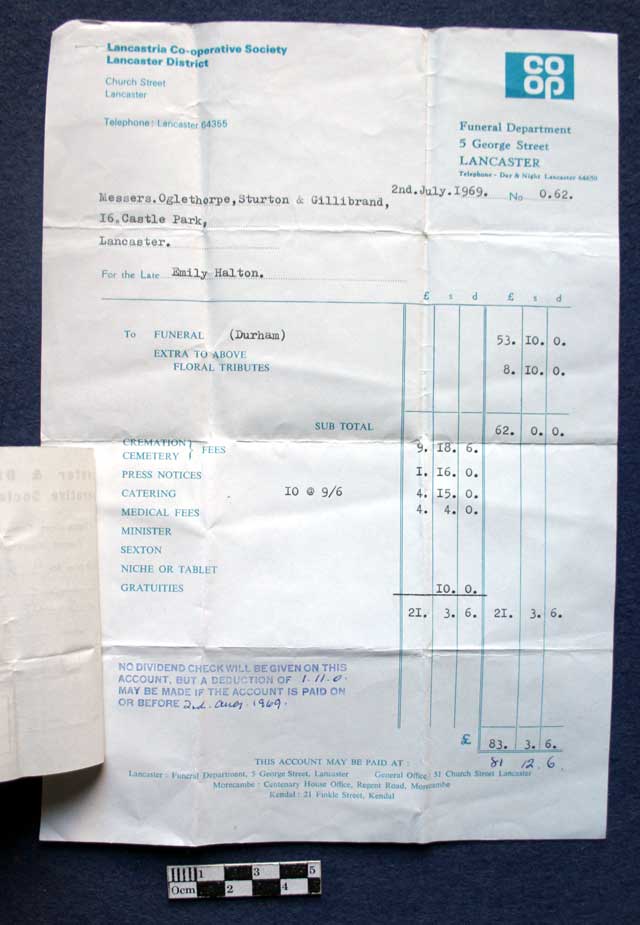 Lancastria Co-operative Society
Lancaster District
Church Street
Lancaster
Telephone: Lancaster 64355
CO OP
Funeral Department
5 George Street
LANCASTER
Telephone - Day & Night Lancaster 64650
2nd.July.1969. No 0.62.
Messers.Oglethorpe,Sturton & Gillibrand,
16.Castle Park,
Lancaster.
For the Late Emily Halton.
£ s d £ s d
To FUNERAL (Durham) 53. 10. 0.
EXTRA TO ABOVE
FLORAL TRIBUTES 8. 10. 0.
SUB TOTAL 62. 0. 0.
CREMATION } FEES 9. 18. 6.
CEMETERY
PRESS NOTICES 1. 16. 0.
CATERING 10 @ 9/6 4. 15. 0.
MEDICAL FEES 4. 4. 0.
MINISTER
SEXTON
NICHE OR TABLET
GRATUITIES 10. 0.
21. 3. 6. 21. 3. 6.
NO DIVIDEND CHECK WILL BE GIVEN ON THIS
ACCOUNT, BUT A DEDUCTION OF 1.11.0.
MAY BE MADE IF THE ACCOUNT IS PAID ON
OR BEFORE 2nd. Aug. 1969.
£ 83. 3. 6.
81 12. 6
THIS ACCOUNT MAY BE PAID AT :
Lancaster : Funeral Department, 5 George Street, Lancaster General Office : 51 Church Street Lancaster
Morecambe : Centenary House Office, Regent Road, Morecambe
Kendal : 21 Finkle Street, Kendal
1 3 5
0cm 2 4